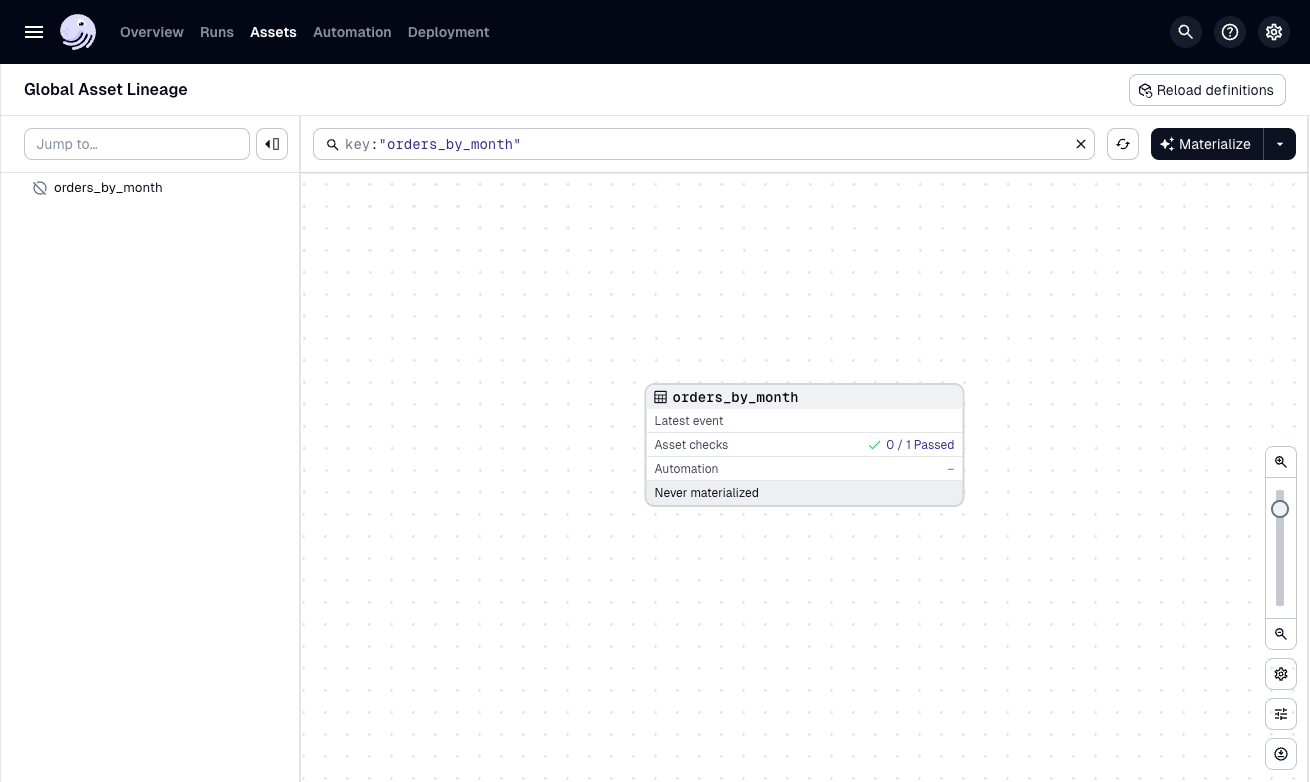 Overview Runs Assets Automation Deployment
Global Asset Lineage
Reload definitions
Jump to…
key:"orders_by_month"
Materialize
orders_by_month
orders_by_month
Latest event
Asset checks 0 / 1 Passed
Automation –
Never materialized